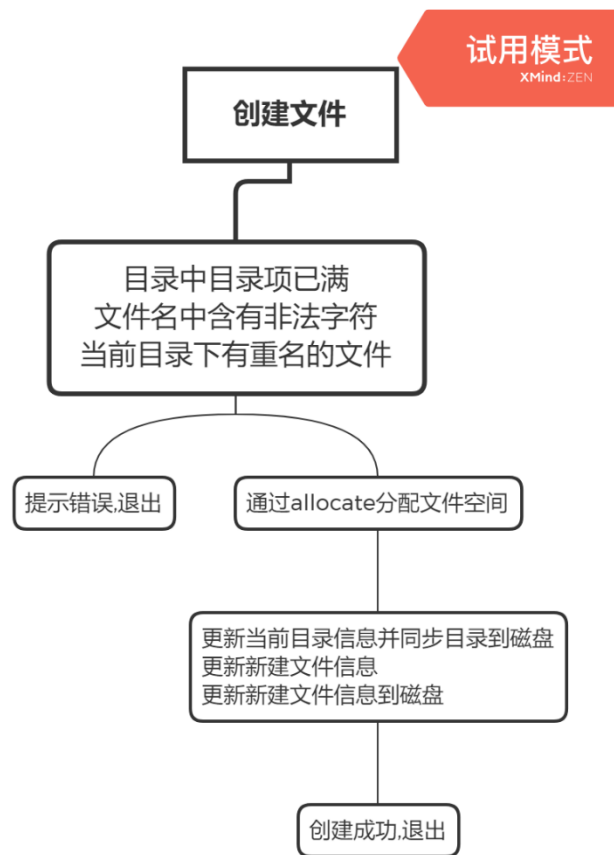 试用模式
XMind:ZEN
创建文件
目录中目录项已满
文件名中含有非法字符
当前目录下有重名的文件
提示错误,退出
通过allocate分配文件空间
更新当前目录信息并同步目录到磁盘
更新新建文件信息
更新新建文件信息到磁盘
创建成功,退出